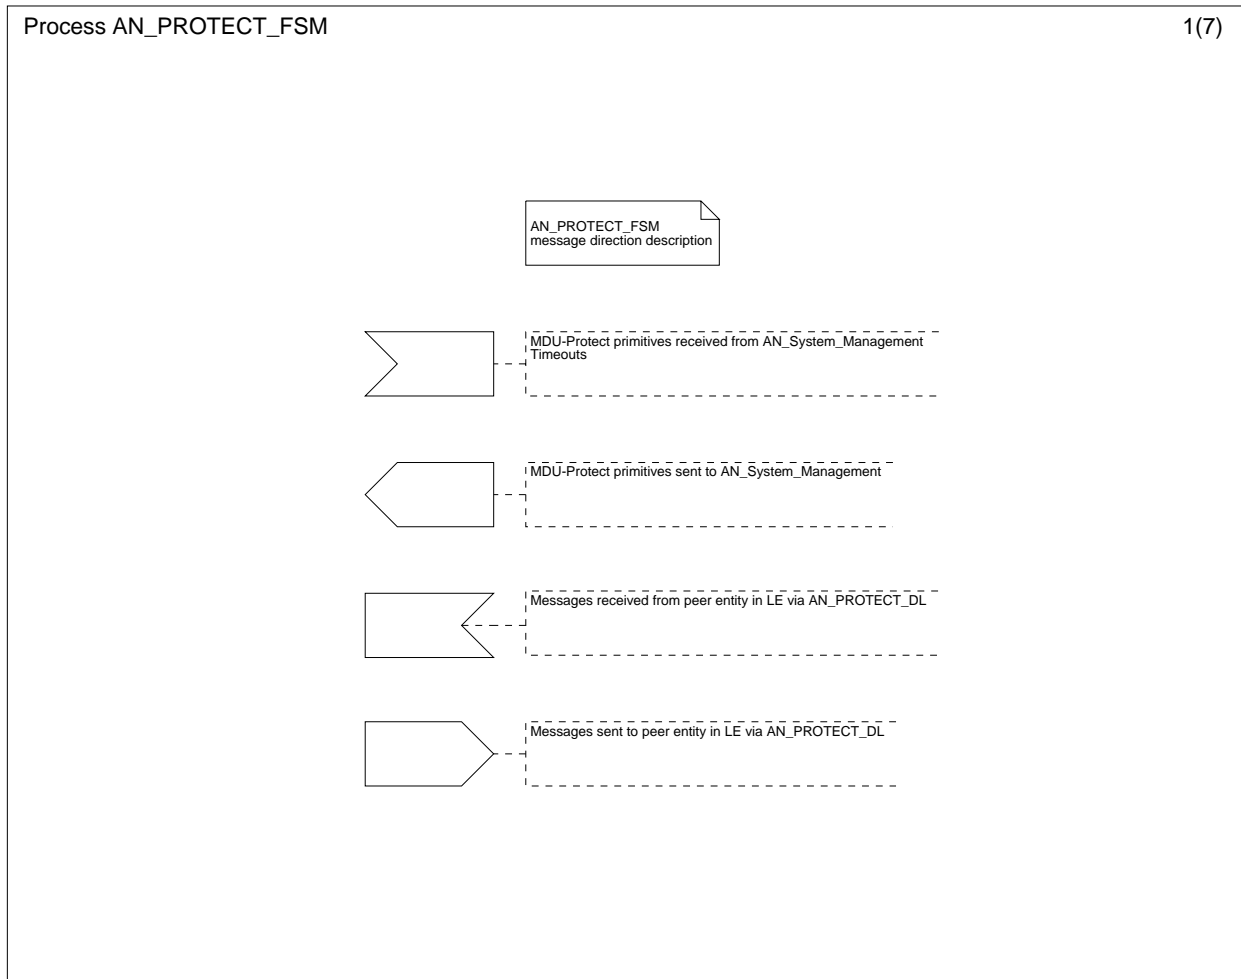 Process AN_PROTECT_FSM 1(7)
AN_PROTECT_FSM
message direction description
MDU-Protect primitives received from AN_System_Management
Timeouts
MDU-Protect primitives sent to AN_System_Management
Messages received from peer entity in LE via AN_PROTECT_DL
Messages sent to peer entity in LE via AN_PROTECT_DL